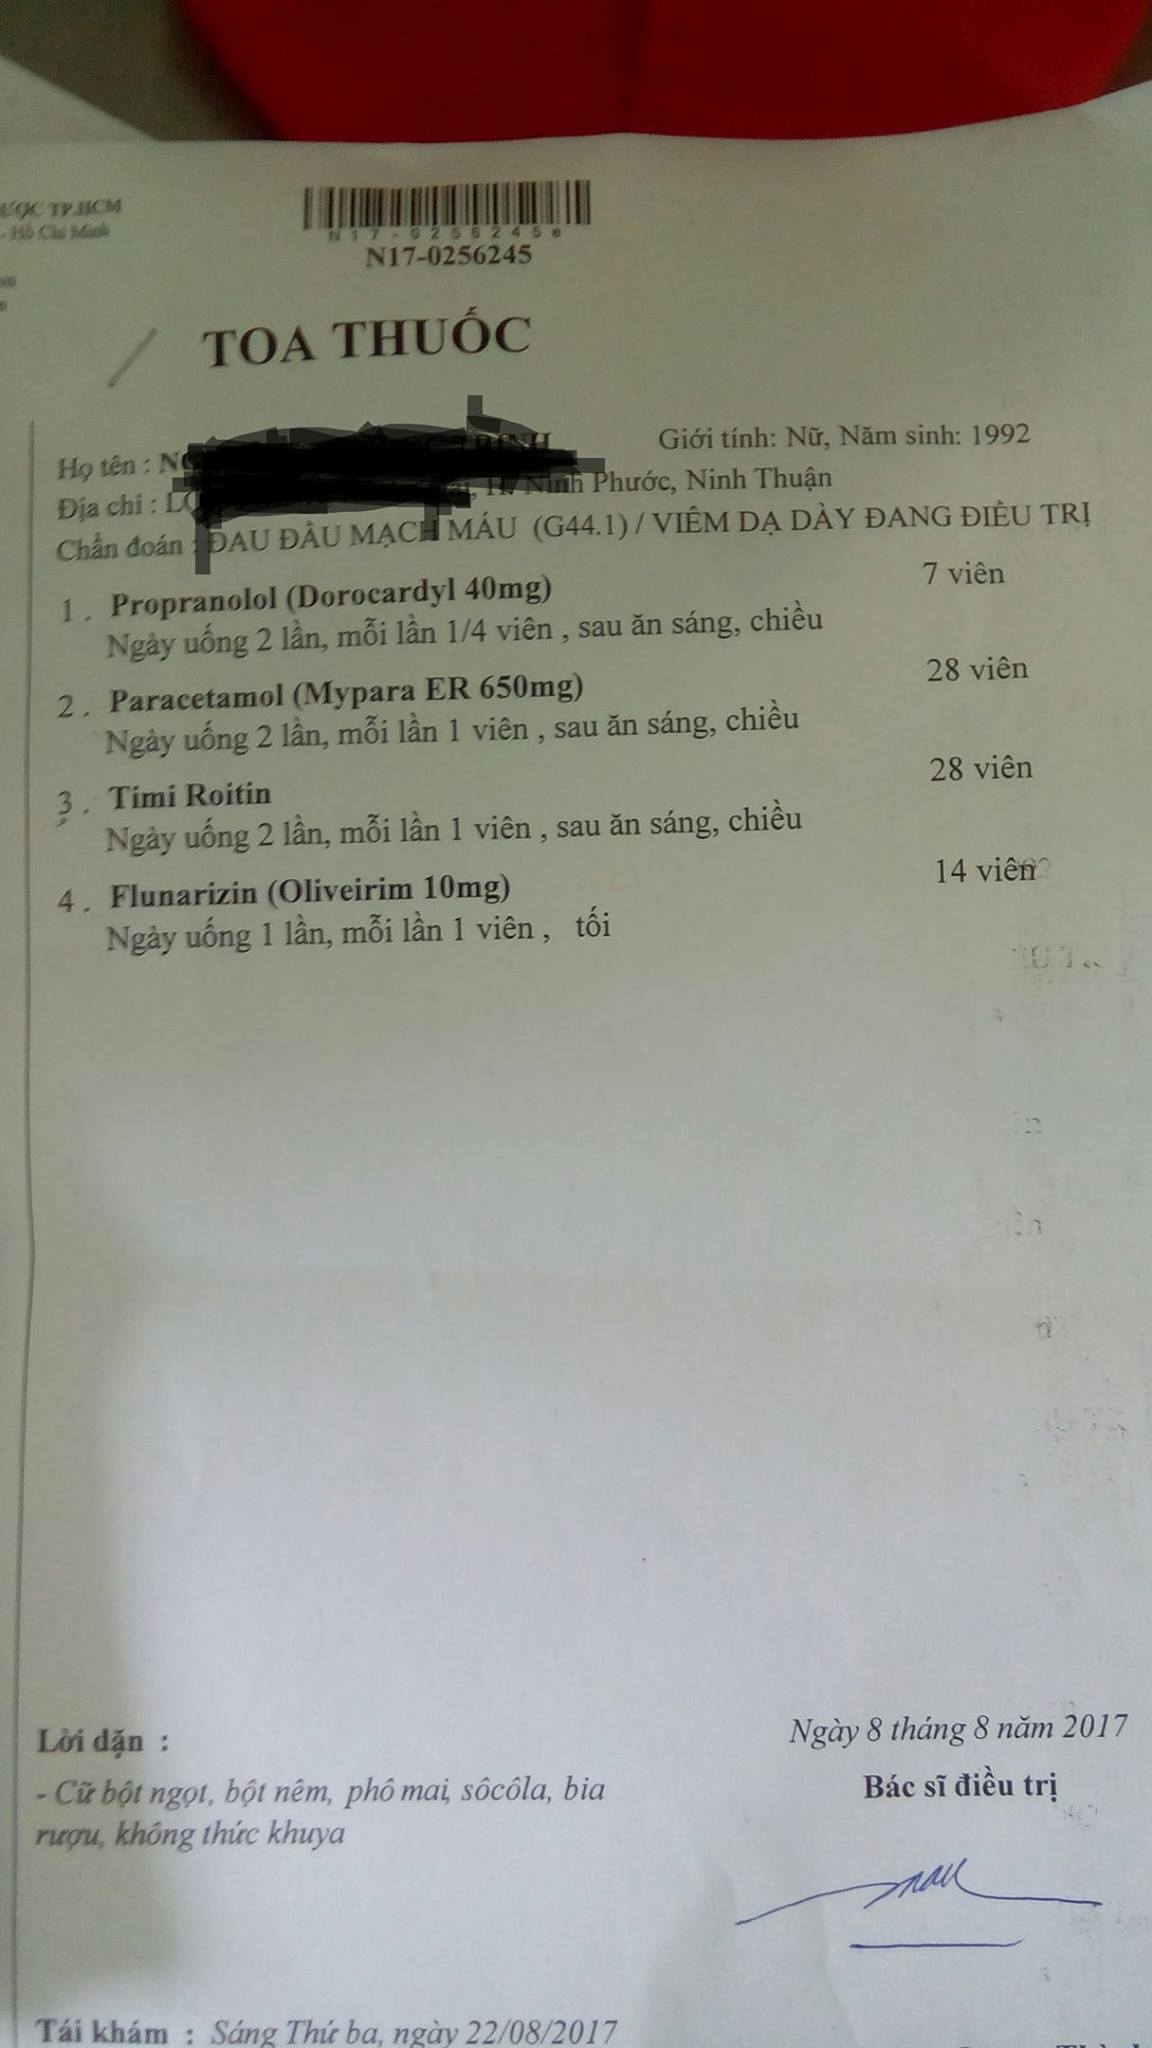 ƯỢC TP.HCM
- Hồ Chí Minh
N17-0256245
TOA THUỐC
Họ tên : Giới tính: Nữ, Năm sinh: 1992
Địa chỉ : H. Ninh Phước, Ninh Thuận
Chẩn đoán : ĐAU ĐẦU MẠCH MÁU (G44.1) / VIÊM DẠ DÀY ĐANG ĐIỀU TRỊ
1 . Propranolol (Dorocardyl 40mg) 7 viên
Ngày uống 2 lần, mỗi lần 1/4 viên , sau ăn sáng, chiều
2 . Paracetamol (Mypara ER 650mg) 28 viên
Ngày uống 2 lần, mỗi lần 1 viên , sau ăn sáng, chiều
3 . Timi Roitin 28 viên
Ngày uống 2 lần, mỗi lần 1 viên , sau ăn sáng, chiều
4 . Flunarizin (Oliveirim 10mg) 14 viên
Ngày uống 1 lần, mỗi lần 1 viên , tối
Ngày 8 tháng 8 năm 2017
Lời dặn :
Bác sĩ điều trị
- Cữ bột ngọt, bột nêm, phô mai, sôcôla, bia
rượu, không thức khuya
Tái khám : Sáng Thứ ba, ngày 22/08/2017